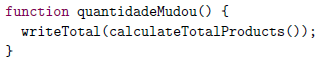 function quantidadeMudou() {
  writeTotal(calculateTotalProducts());
}